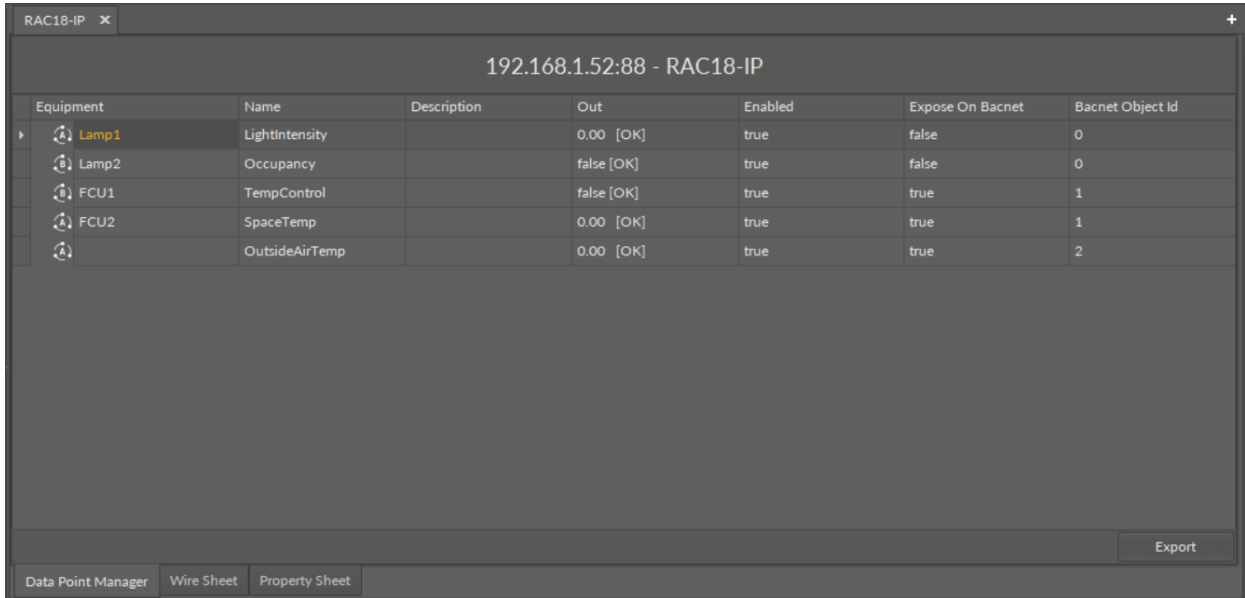 RAC18-IP X +
192.168.1.52:88 - RAC18-IP
Equipment Name Description Out Enabled Expose On Bacnet Bacnet Object Id
A Lamp1 LightIntensity 0.00 [OK] true false 0
B Lamp2 Occupancy false [OK] true false 0
B FCU1 TempControl false [OK] true true 1
A FCU2 SpaceTemp 0.00 [OK] true true 1
A OutsideAirTemp 0.00 [OK] true true 2
Export
Data Point Manager Wire Sheet Property Sheet